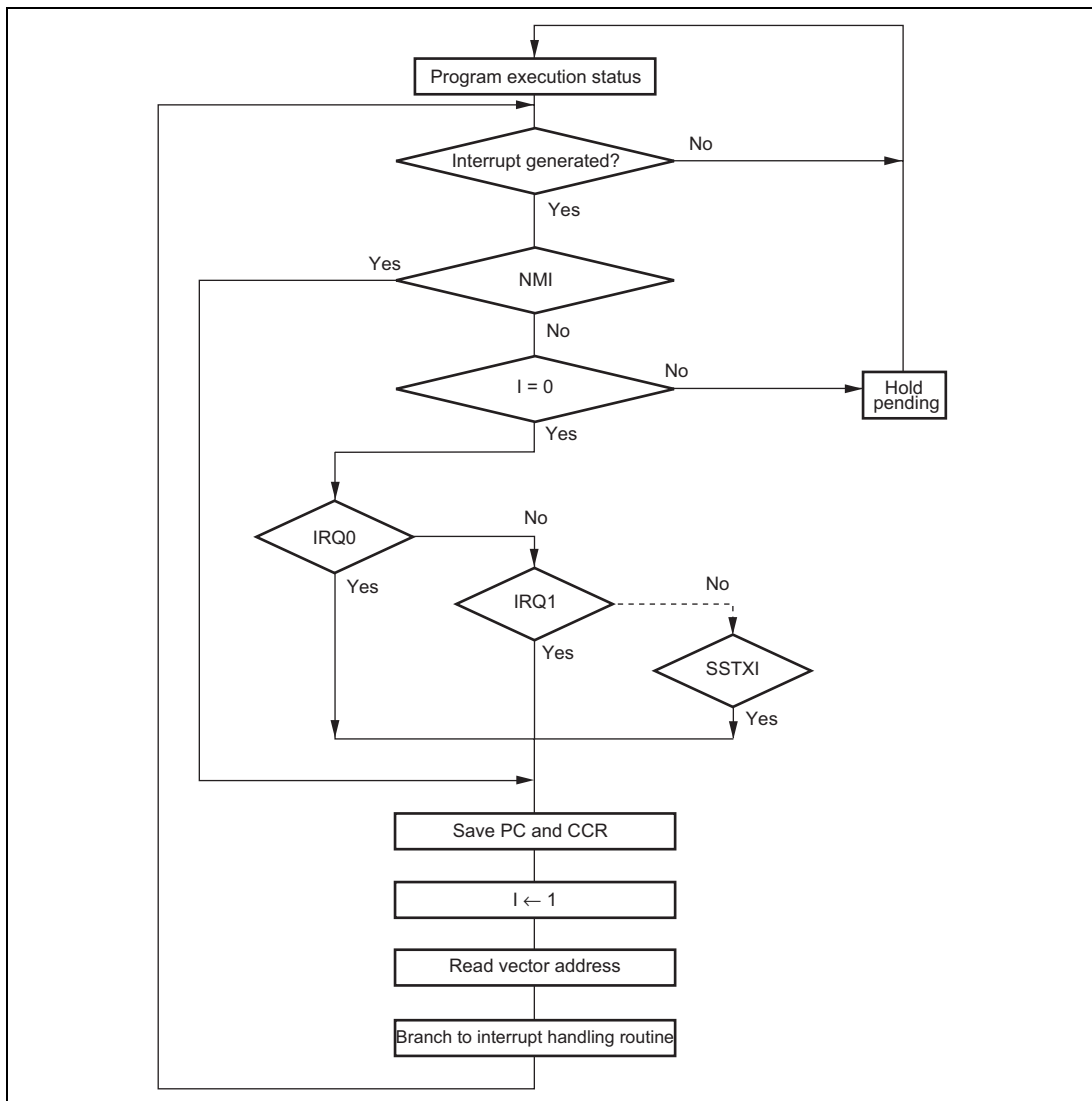 Program execution status
Interrupt generated?
No
Yes
Yes
NMI
No
I = 0
No
Hold
pending
Yes
IRQ0
No
Yes
IRQ1
No
Yes
SSTXI
Yes
Save PC and CCR
I ← 1
Read vector address
Branch to interrupt handling routine